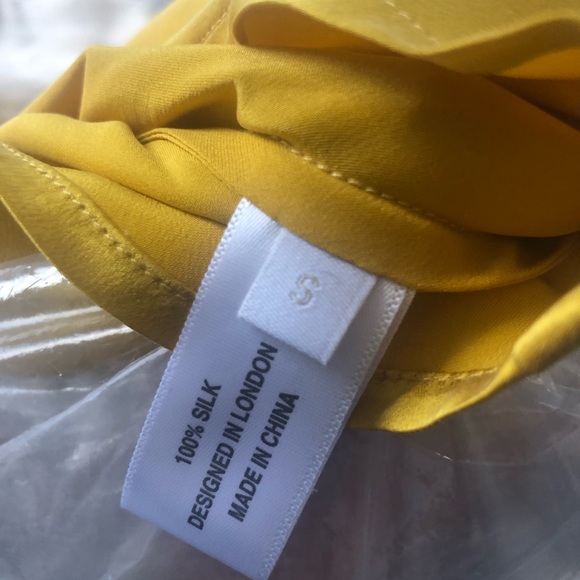 S
100% SILK
DESIGNED IN LONDON
MADE IN CHINA